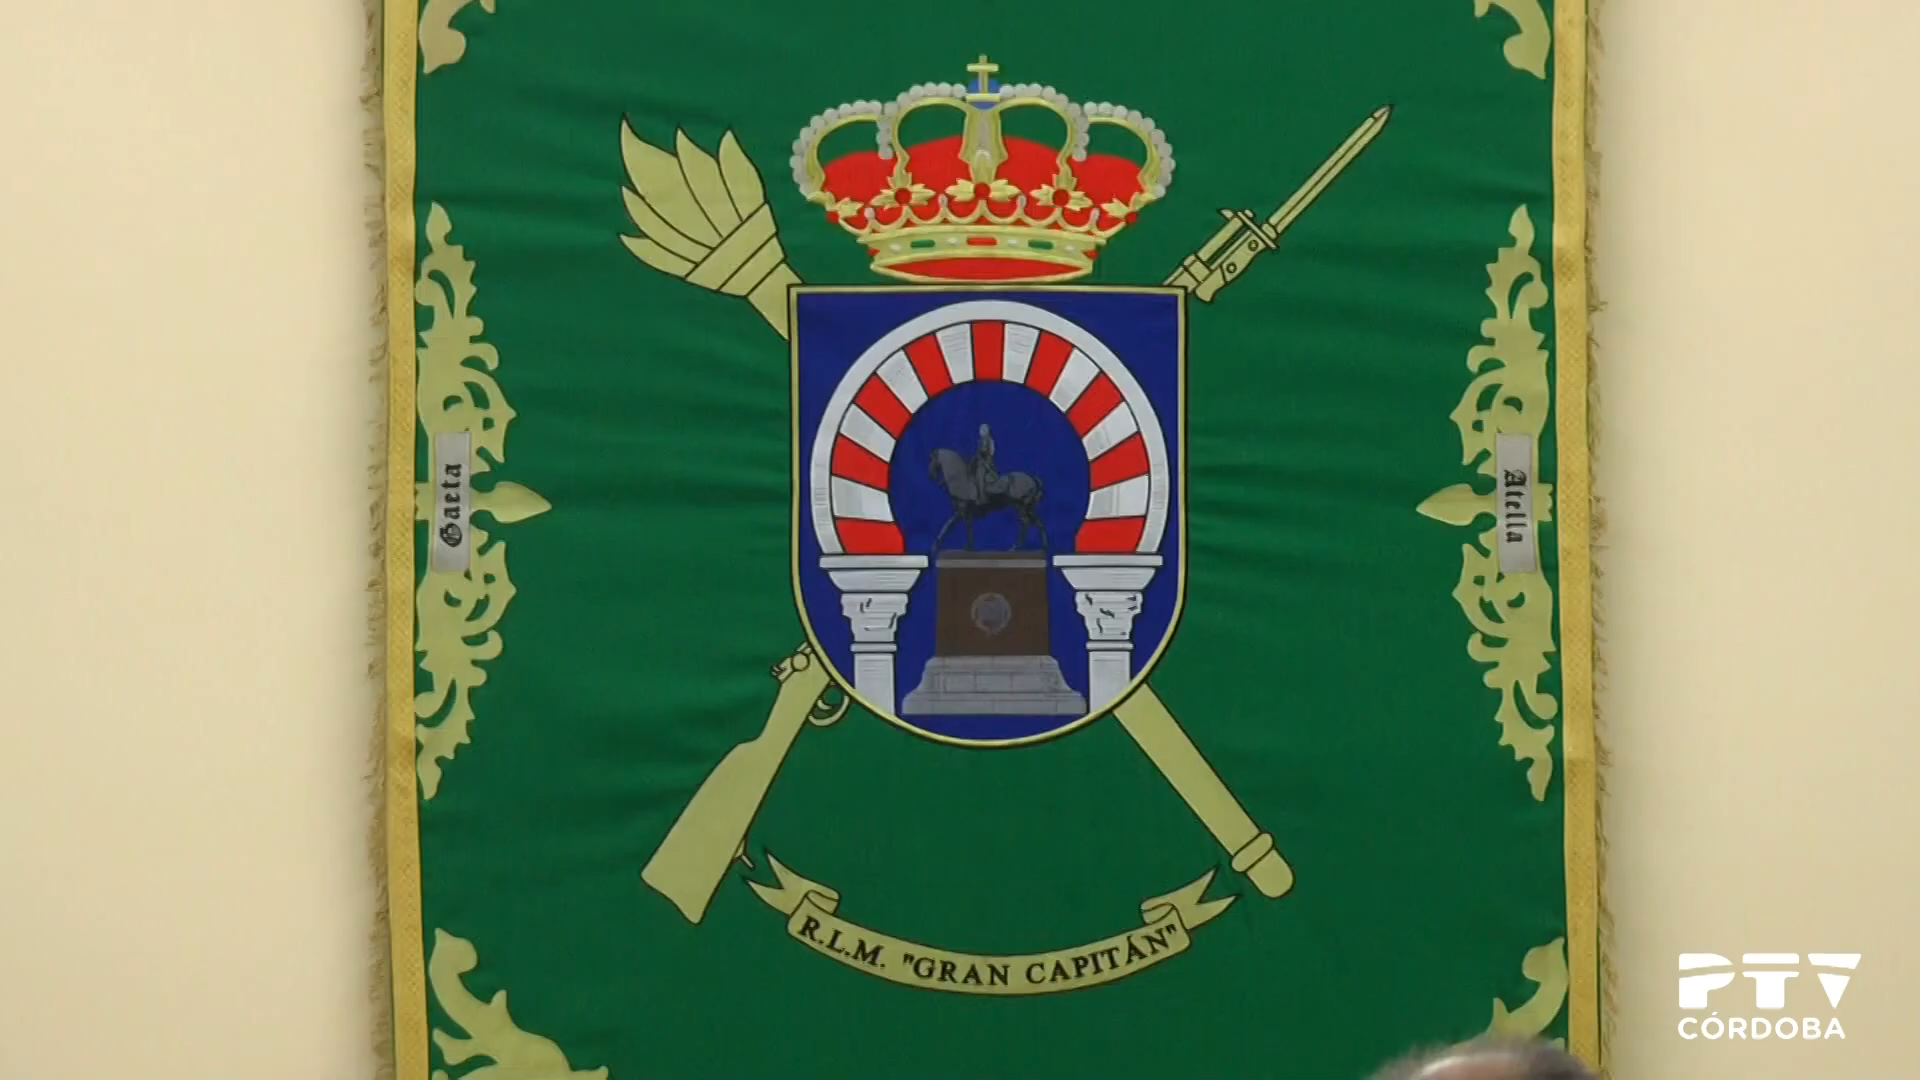 Gaeta
Atella
R.L.M. "GRAN CAPITÁN"
PTV
CÓRDOBA